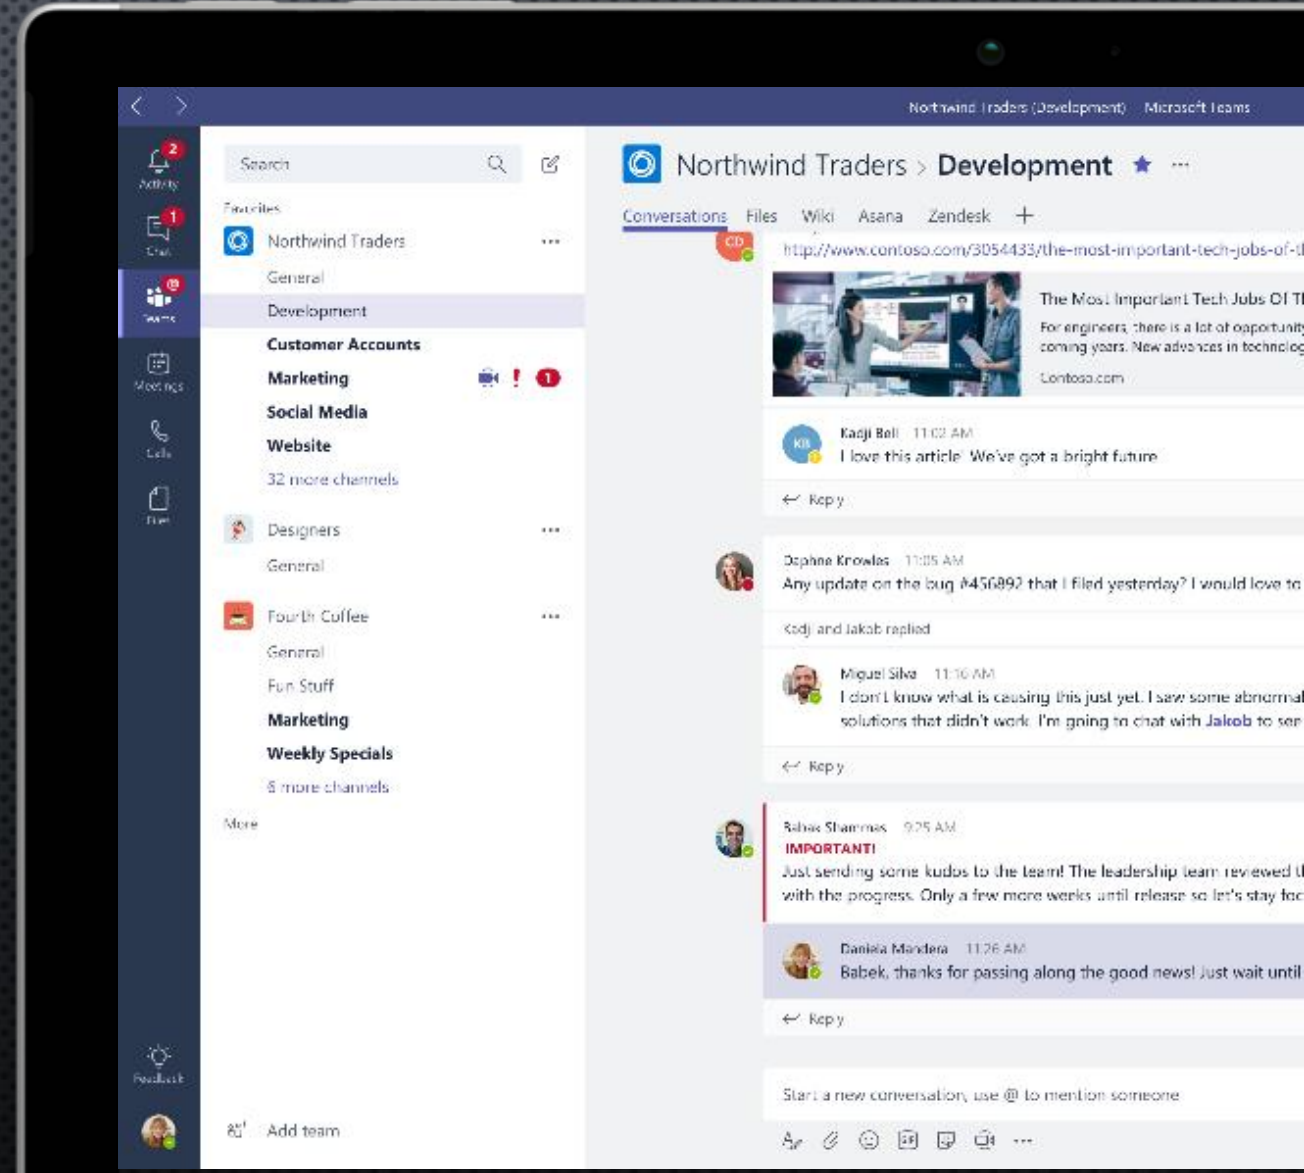 Northwind Traders (Development) Microsoft Teams
2
Activity
1
Chat
@
Teams
Meetings
Calls
Files
Feedback
Search
Favorites
Northwind Traders
General
Development
Customer Accounts
Marketing ! 1
Social Media
Website
32 more channels
Designers
General
Fourth Coffee
General
Fun Stuff
Marketing
Weekly Specials
6 more channels
More
Add team
Northwind Traders > Development
Conversations Files Wiki Asana Zendesk +
CD
http://www.contoso.com/3054433/the-most-important-tech-jobs-of-t
The Most Important Tech Jobs Of T
For engineers, there is a lot of opportunity
coming years. New advances in technolog
Contoso.com
KB
Kadji Bell 11:02 AM
I love this article! We've got a bright future
Reply
Daphne Knowles 11:05 AM
Any update on the bug #456892 that I filed yesterday? I would love to
Kadji and Jakob replied
Miguel Silva 11:16 AM
I don't know what is causing this just yet. I saw some abnormal
solutions that didn't work. I'm going to chat with Jakob to see
Reply
Babak Shammas 9:25 AM
IMPORTANT!
Just sending some kudos to the team! The leadership team reviewed t
with the progress. Only a few more weeks until release so let's stay foc
Daniela Mandera 11:26 AM
Babek, thanks for passing along the good news! Just wait until
Reply
Start a new conversation, use @ to mention someone
GIF